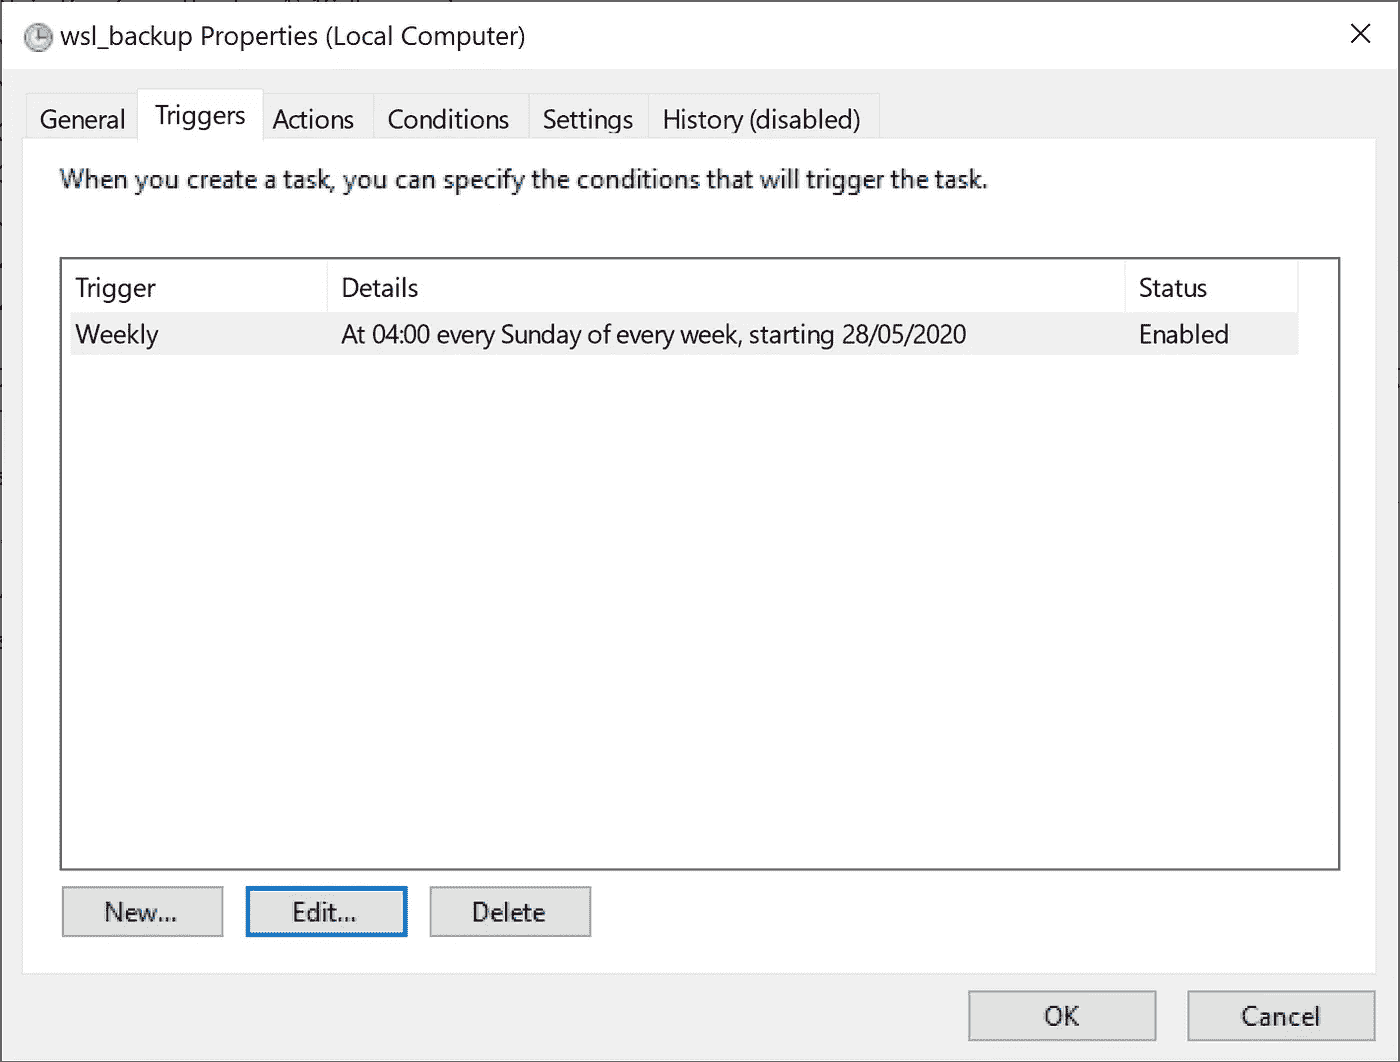 wsl_backup Properties (Local Computer)
General Triggers Actions Conditions Settings History (disabled)
When you create a task, you can specify the conditions that will trigger the task.
Trigger Details Status
Weekly At 04:00 every Sunday of every week, starting 28/05/2020 Enabled
New... Edit... Delete
OK Cancel